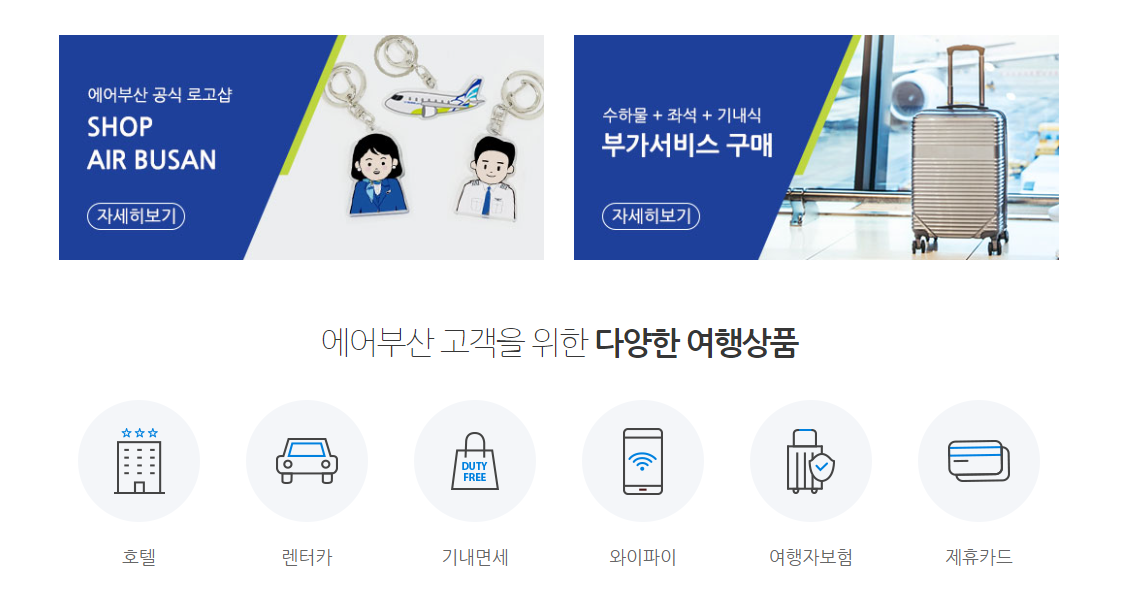 에어부산 공식 로고샵
SHOP
AIR BUSAN
자세히보기
수하물 + 좌석 + 기내식
부가서비스 구매
자세히보기
에어부산 고객을 위한 다양한 여행상품
DUTY
FREE
호텔
렌터카
기내면세
와이파이
여행자보험
제휴카드